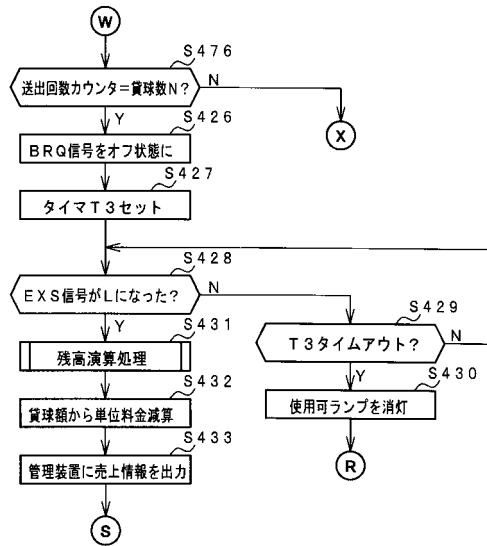 W
S476
送出回数カウンタ=貸球数N?
N
Y
X
S426
BRQ信号をオフ状態に
S427
タイマT3セット
S428
EXS信号がLになった?
N
Y
S429
T3タイムアウト?
N
Y
S431
残高演算処理
S430
使用可ランプを消灯
S432
貸球額から単位料金減算
R
S433
管理装置に売上情報を出力
S